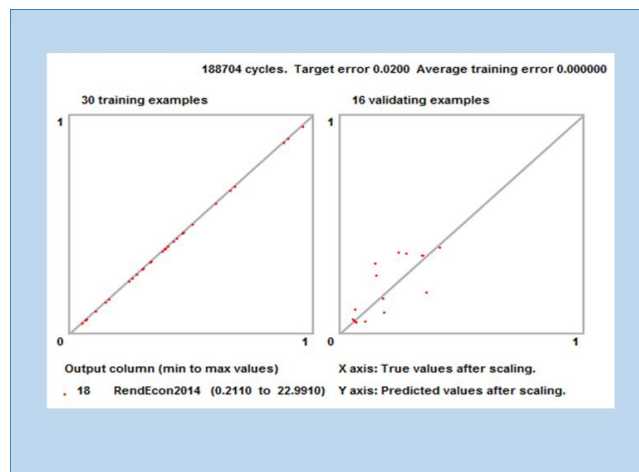 188704 cycles. Target error 0.0200 Average training error 0.000000
30 training examples
16 validating examples
1
1
0
1
0
1
Output column (min to max values)
X axis: True values after scaling.
18 RendEcon2014 (0.2110 to 22.9910)
Y axis: Predicted values after scaling.